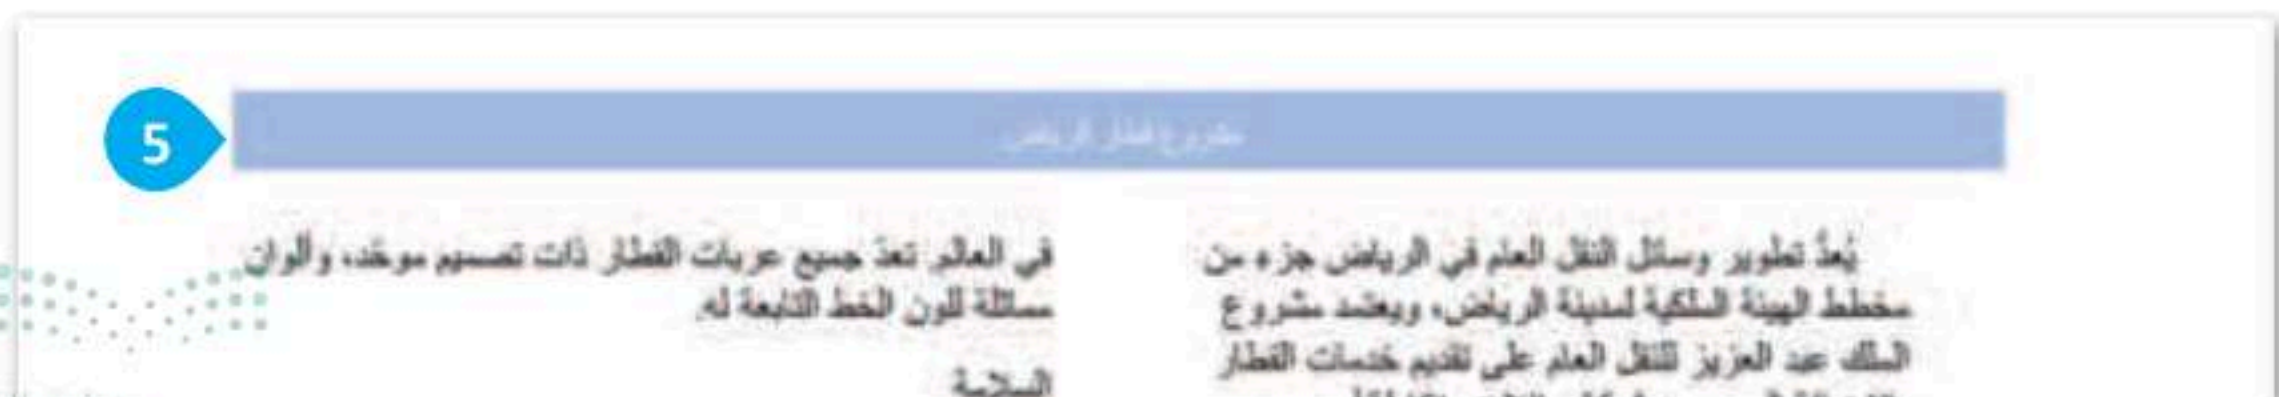 5
مشروع قطار الرياض
يُعدُّ تطوير وسائل النقل العام في الرياض جزء من
مخطط الهيئة الملكية لمدينة الرياض، ويعتمد مشروع
الملك عبد العزيز للنقل العام على تقديم خدمات القطار
في العالم. تعدّ جميع عربات القطار ذات تصميم موحّد، وألوان
مماثلة للون الخط التابعة له.
السلامة